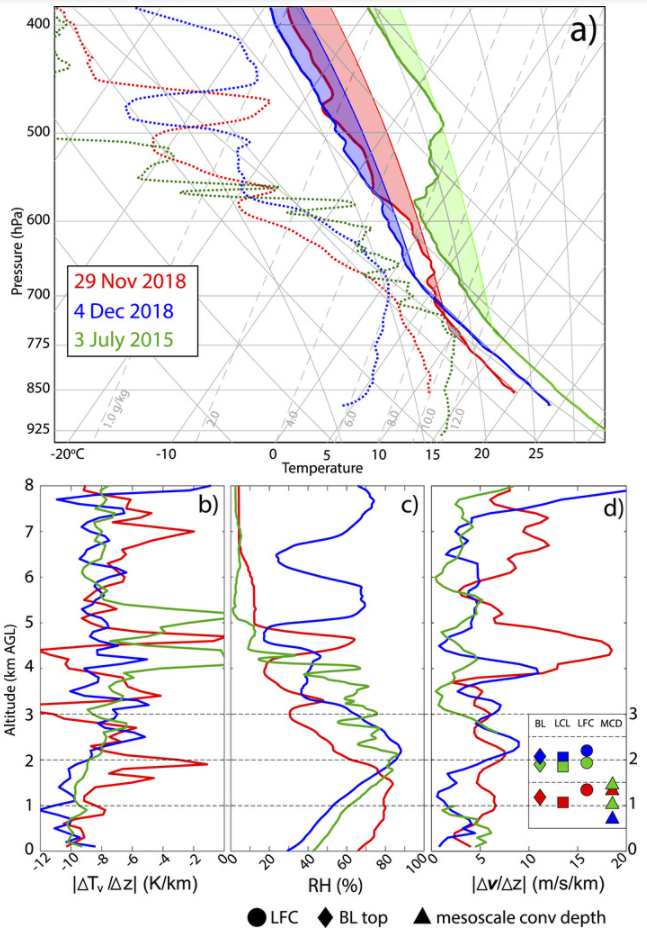 a)
400
500
600
700
775
850
925
Pressure (hPa)
29 Nov 2018
4 Dec 2018
3 July 2015
1.0 g/kg
2.0
4.0
6.0
8.0
10.0
12.0
-20ºC
-10
0
5
10
15
20
25
Temperature
b)
c)
d)
8
7
6
5
4
3
2
1
0
Altitude (km AGL)
-12
-10
-8
-6
-4
-2
0
|ΔTᵥ/Δz| (K/km)
0
20
40
60
80
100
RH (%)
BL LCL LFC MCD
3
2
1
0
5
15
20
|Δv/Δz| (m/s/km)
LFC BL top mesoscale conv depth